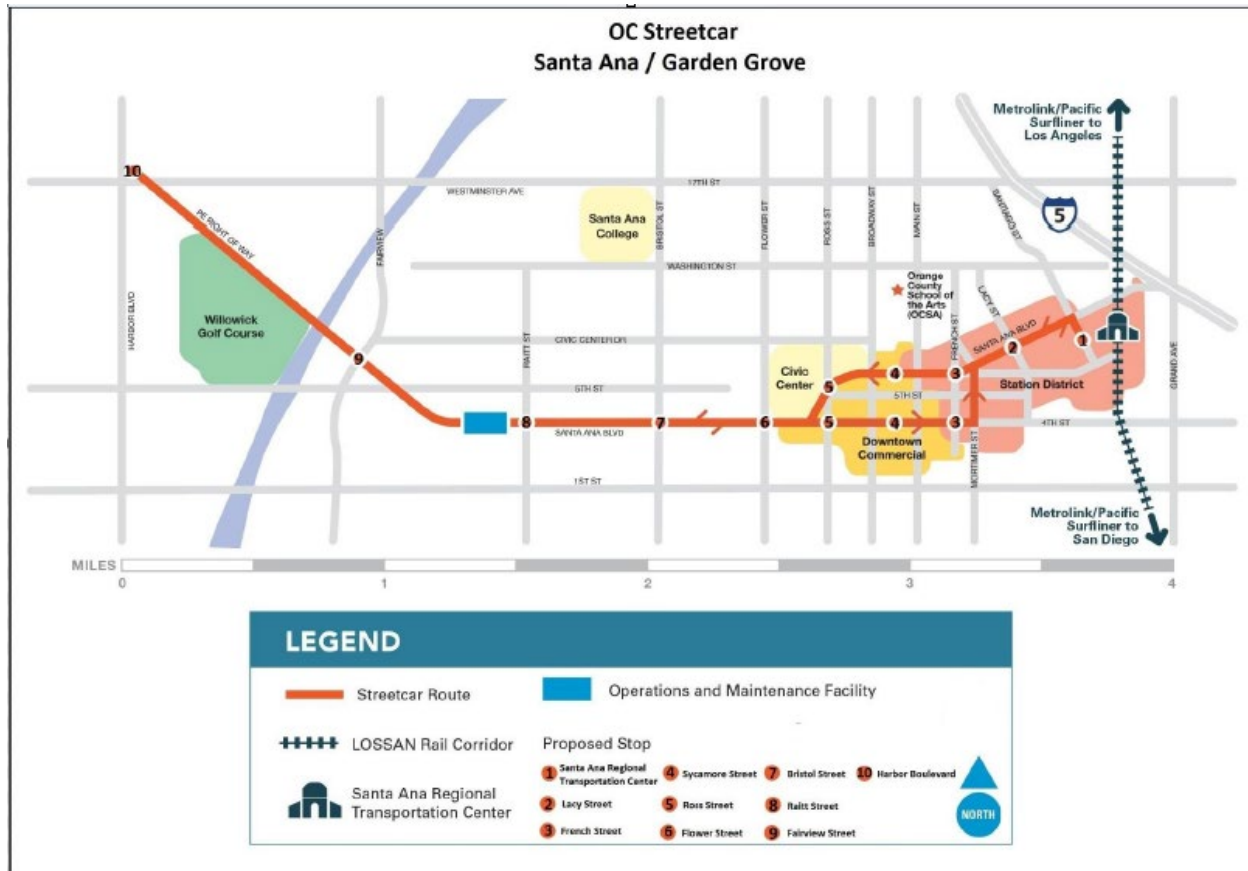 OC Streetcar
Santa Ana / Garden Grove
Metrolink/Pacific
Surfliner to
Los Angeles
10
17TH ST
WESTMINSTER AVE
5
PE RIGHT OF WAY
FAIRVIEW
Santa Ana
College
BRISTOL ST
FLOWER ST
ROSS ST
BROADWAY ST
MAIN ST
SANTIAGO ST
WASHINGTON ST
HARBOR BLVD
Willowick
Golf Course
Orange
County
School of
the Arts
(OCSA)
LACY ST
FRENCH ST
SANTA ANA BLVD
RAITT ST
CIVIC CENTER DR
1
2
9
Civic
Center
5
4
3
Station District
GRAND AVE
5TH ST
5TH ST
8
7
6
5
4
3
SANTA ANA BLVD
4TH ST
Downtown
Commercial
MORTIMER ST
1ST ST
Metrolink/Pacific
Surfliner to
San Diego
MILES
0
1
2
3
4
LEGEND
Streetcar Route
Operations and Maintenance Facility
LOSSAN Rail Corridor
Santa Ana Regional
Transportation Center
Proposed Stop
1 Santa Ana Regional
Transportation Center
2 Lacy Street
3 French Street
4 Sycamore Street
5 Ross Street
6 Flower Street
7 Bristol Street
8 Raitt Street
9 Fairview Street
10 Harbor Boulevard
NORTH